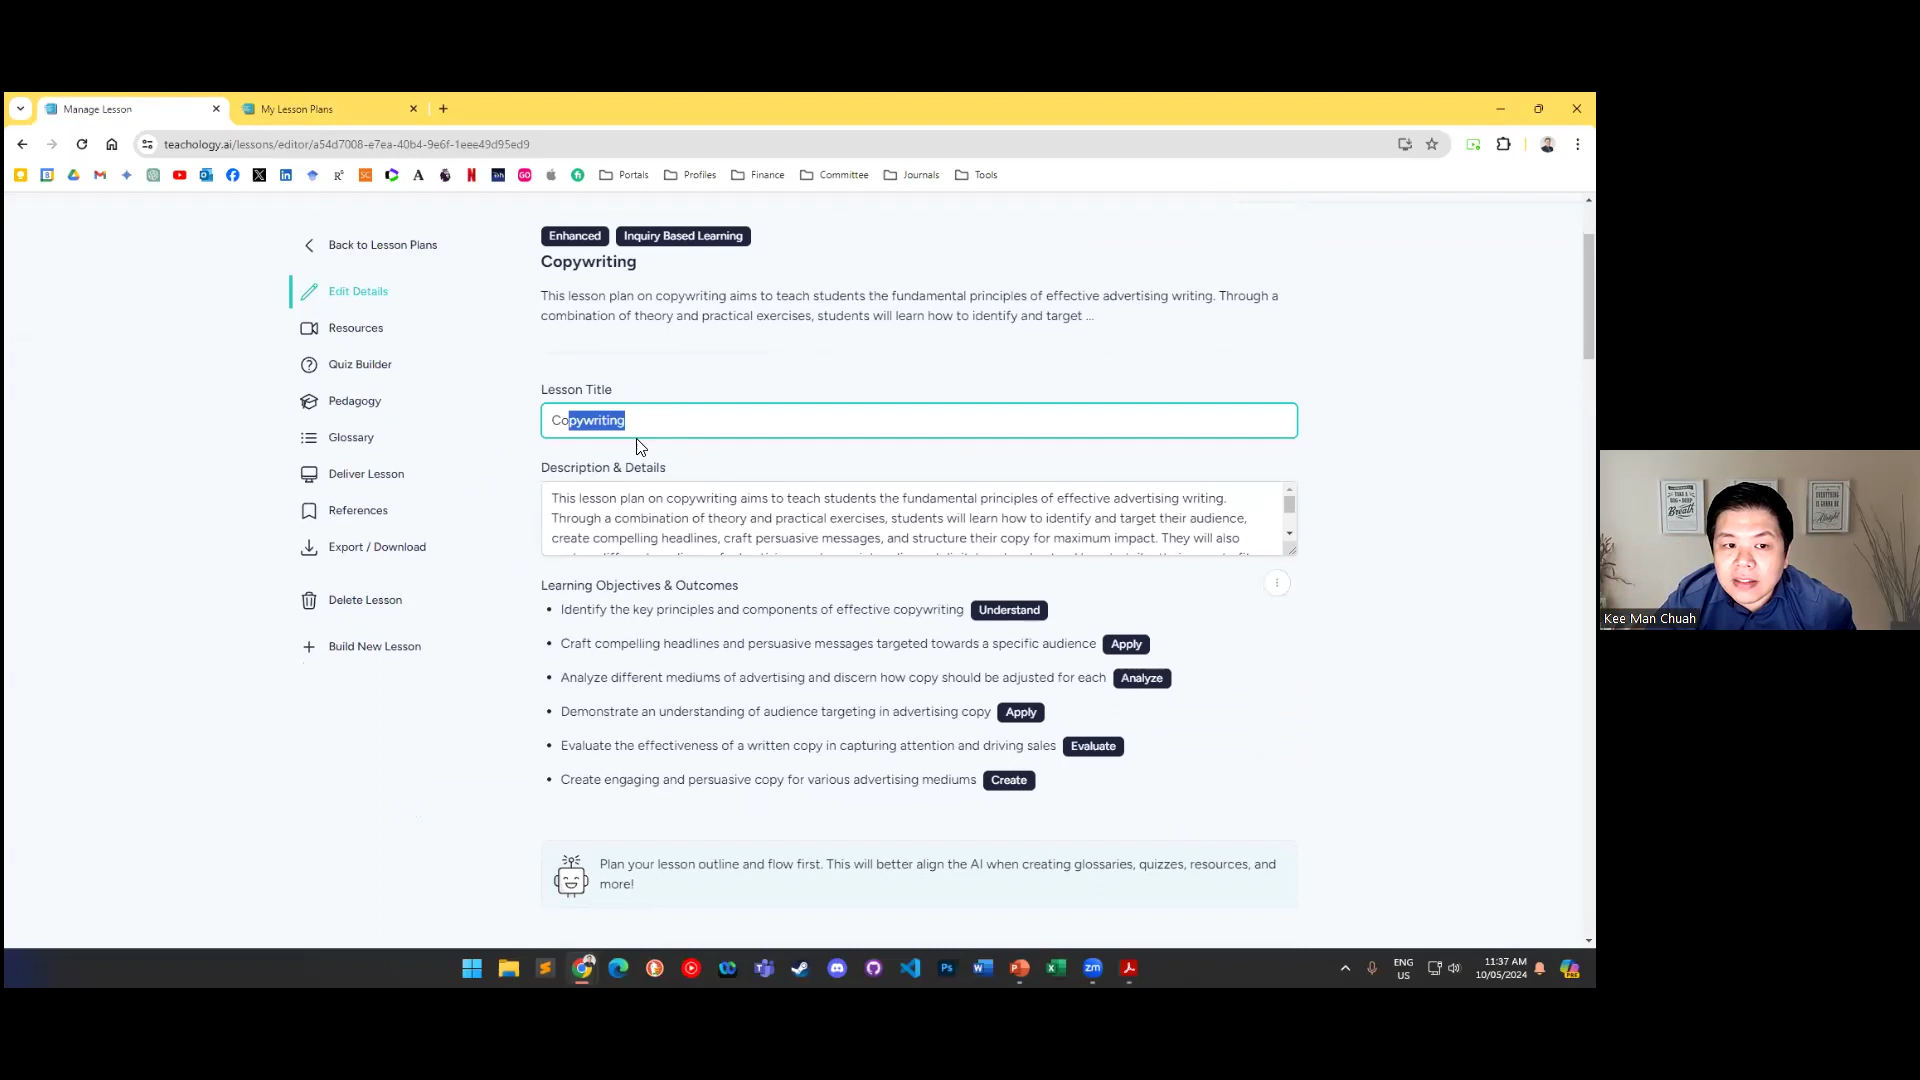 Manage Lesson
My Lesson Plans
teachology.ai/lessons/editor/a54d7008-e7ea-40b4-9e6f-1eee49d95ed9
Portals
Profiles
Finance
Committee
Journals
Tools
Back to Lesson Plans
Edit Details
Resources
Quiz Builder
Pedagogy
Glossary
Deliver Lesson
References
Export / Download
Delete Lesson
Build New Lesson
Enhanced
Inquiry Based Learning
Copywriting
This lesson plan on copywriting aims to teach students the fundamental principles of effective advertising writing. Through a
combination of theory and practical exercises, students will learn how to identify and target ...
Lesson Title
Copywriting
Description & Details
This lesson plan on copywriting aims to teach students the fundamental principles of effective advertising writing.
Through a combination of theory and practical exercises, students will learn how to identify and target their audience,
create compelling headlines, craft persuasive messages, and structure their copy for maximum impact. They will also
Learning Objectives & Outcomes
Identify the key principles and components of effective copywriting Understand
Craft compelling headlines and persuasive messages targeted towards a specific audience Apply
Analyze different mediums of advertising and discern how copy should be adjusted for each Analyze
Demonstrate an understanding of audience targeting in advertising copy Apply
Evaluate the effectiveness of a written copy in capturing attention and driving sales Evaluate
Create engaging and persuasive copy for various advertising mediums Create
Plan your lesson outline and flow first. This will better align the AI when creating glossaries, quizzes, resources, and
more!
Kee Man Chuah
ENG
US
11:37 AM
10/05/2024